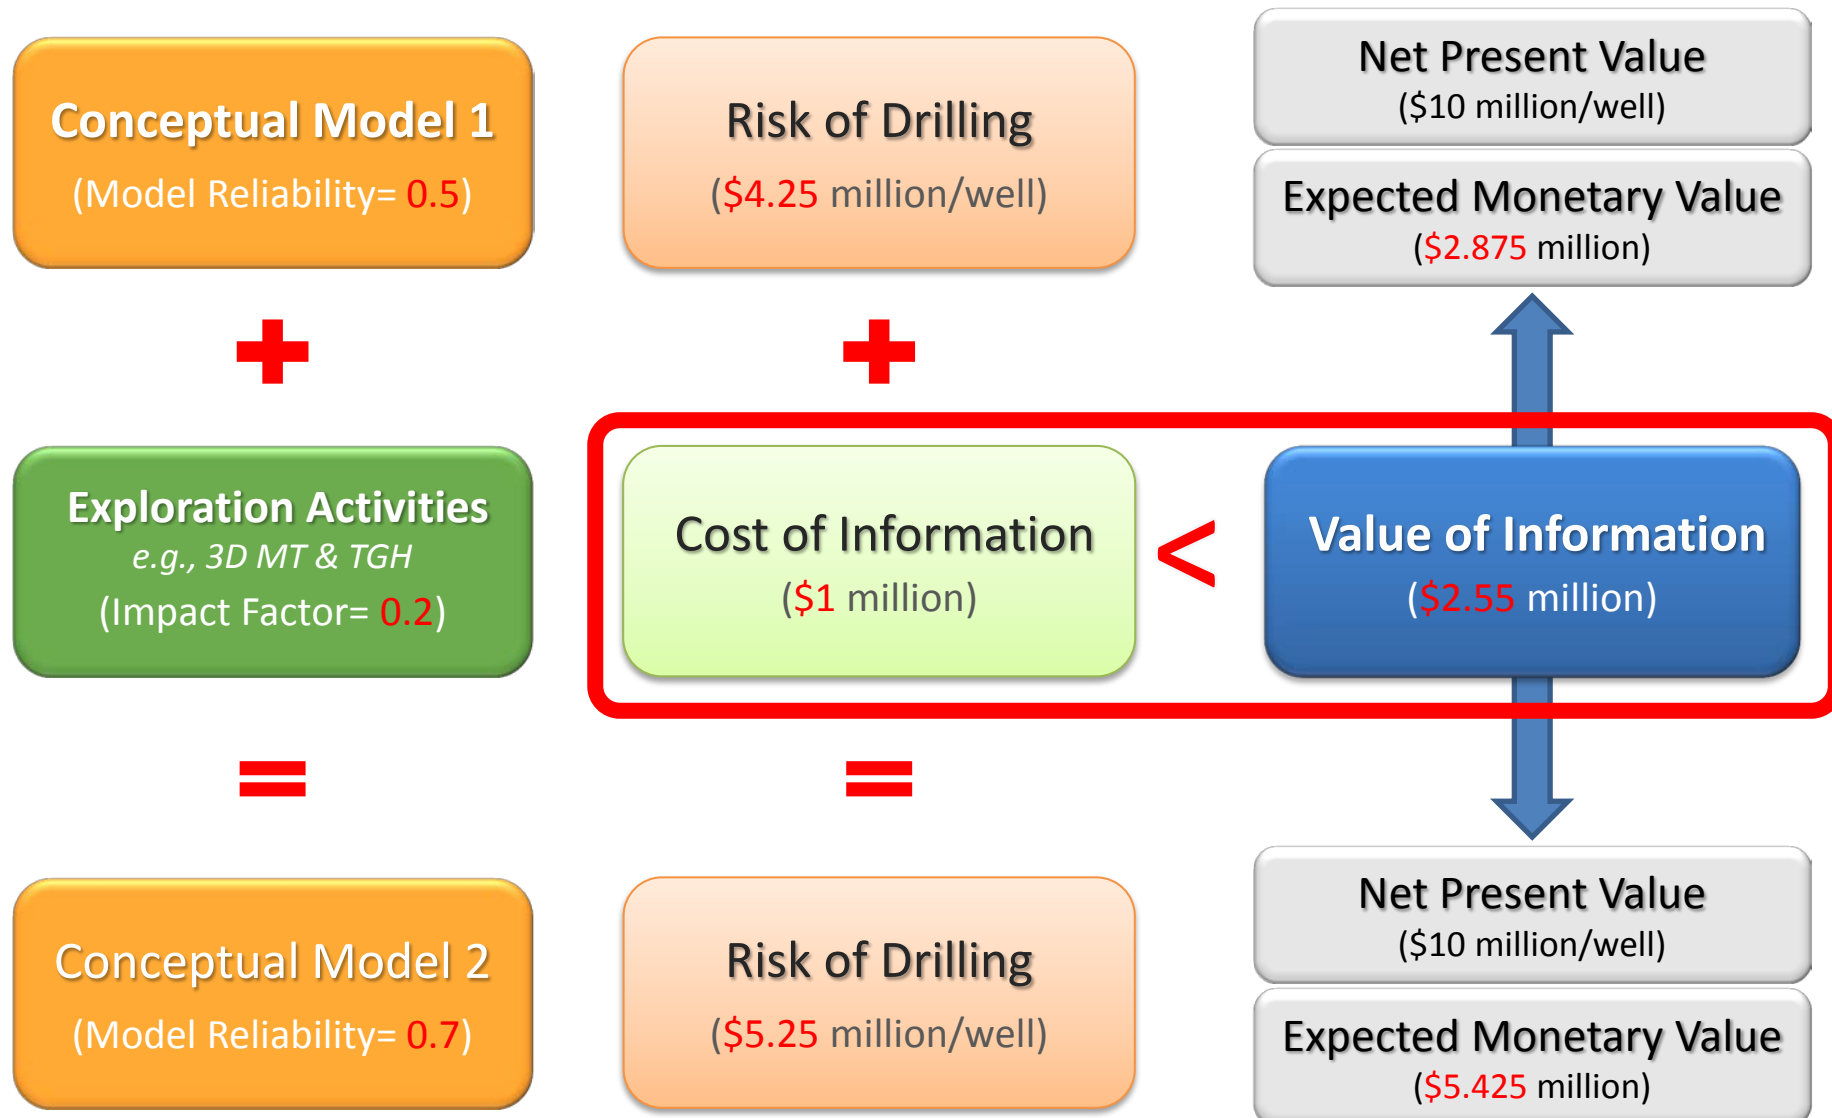 Conceptual Model 1
(Model Reliability= 0.5)
Risk of Drilling
($4.25 million/well)
Net Present Value
($10 million/well)
Expected Monetary Value
($2.875 million)
+
+
Exploration Activities
e.g., 3D MT & TGH
(Impact Factor= 0.2)
Cost of Information
($1 million)
<
Value of Information
($2.55 million)
=
=
Conceptual Model 2
(Model Reliability= 0.7)
Risk of Drilling
($5.25 million/well)
Net Present Value
($10 million/well)
Expected Monetary Value
($5.425 million)